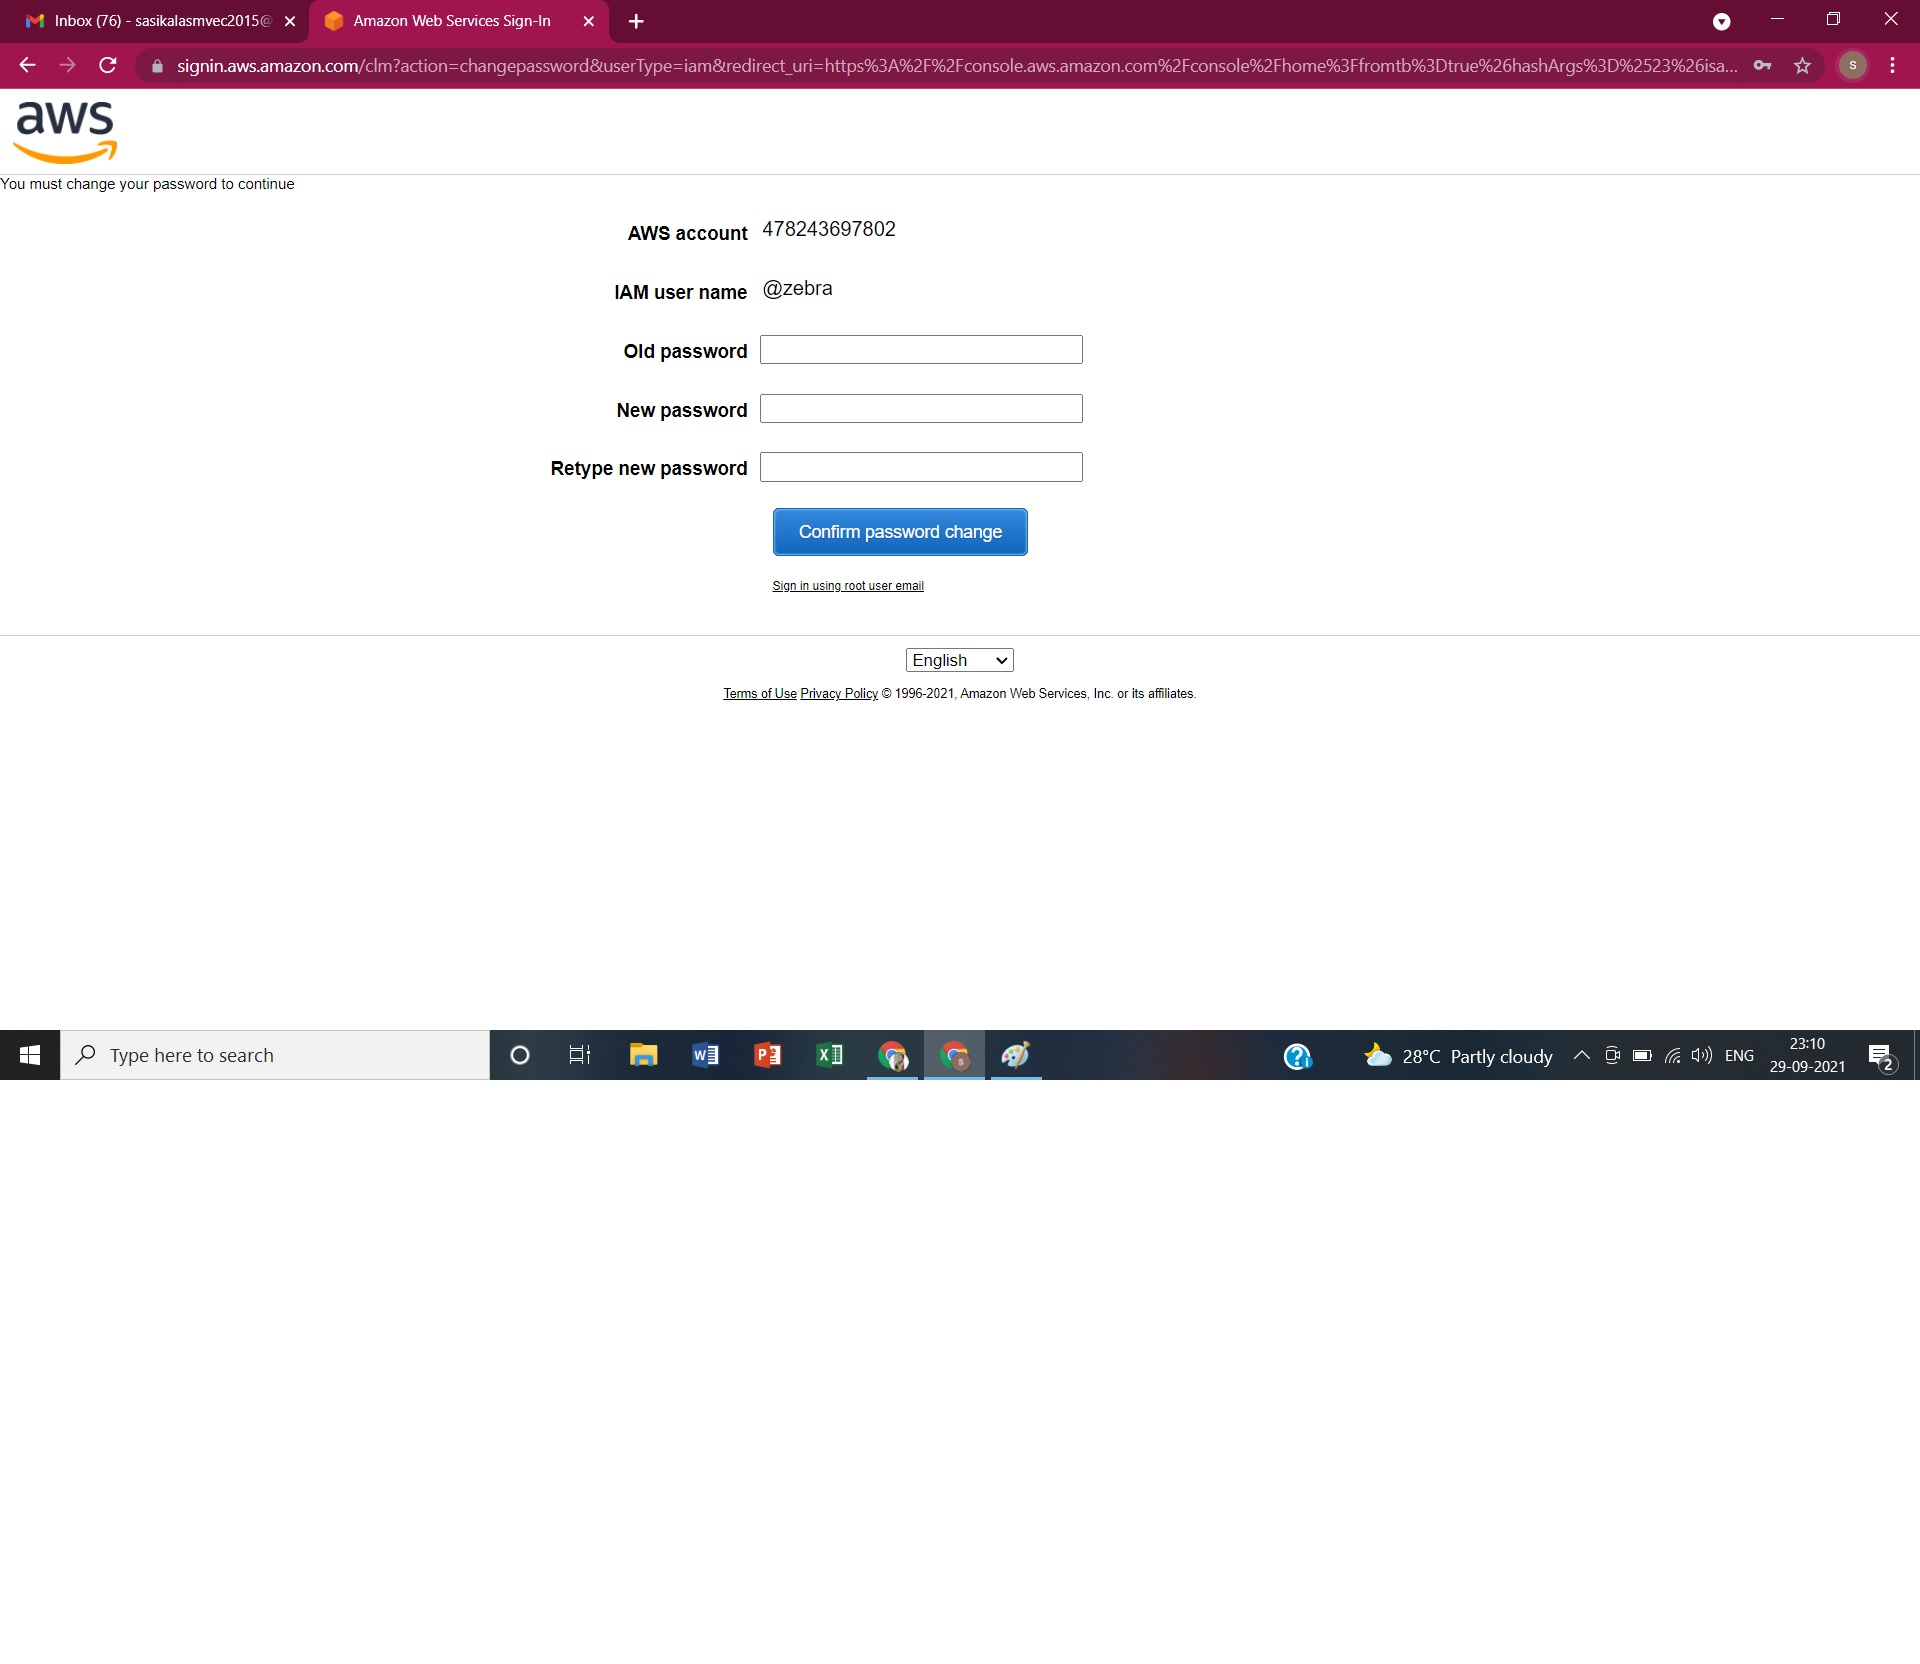 Inbox (76) - sasikalasmvec2015@
Amazon Web Services Sign-In
signin.aws.amazon.com/clm?action=changepassword&userType=iam&redirect_uri=https%3A%2F%2Fconsole.aws.amazon.com%2Fconsole%2Fhome%3Ffromtb%3Dtrue%26hashArgs%3D%2523%26isa...
S
aws
You must change your password to continue
AWS account 478243697802
IAM user name @zebra
Old password
New password
Retype new password
Confirm password change
Sign in using root user email
English
Terms of Use Privacy Policy © 1996-2021, Amazon Web Services, Inc. or its affiliates.
Type here to search
28°C Partly cloudy
ENG
23:10
29-09-2021
2